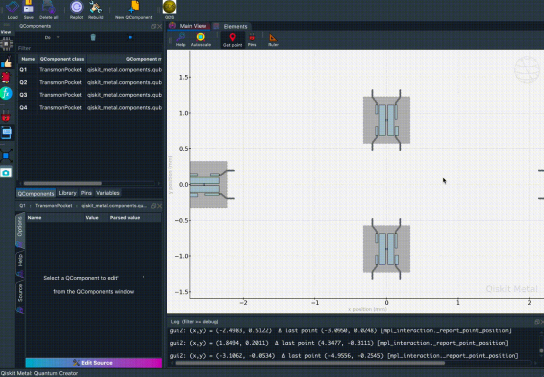 Load Save Delete all Replot Rebuild New QComponent GDS
QComponents
Main View Elements
Help Autoscale Get point Pins Ruler
Filter
Name QComponent class QComponent n
Q1 TransmonPocket qiskit_metal.components.qub
Q2 TransmonPocket qiskit_metal.components.qub
Q3 TransmonPocket qiskit_metal.components.qub
Q4 TransmonPocket qiskit_metal.components.qub
QComponents Library Pins Variables
Q1 TransmonPocket qiskit_metal.components.qu...
Name Value Parsed value
Options
Help
Source
Select a QComponent to edit
from the QComponents window
Edit Source
1.5
1.0
0.5
0.0
−0.5
−1.0
−1.5
−2 −1 0 1 2
y position (mm)
x position (mm)
Qiskit Metal
Log (filter >= debug)
gui2: (x,y) = (-2.4983, 0.5122) Δ last point (-3.0950, 0.0248) [mpl_interaction._report_point_position]
gui2: (x,y) = (1.8494, 0.2011) Δ last point (4.3477, -0.3111) [mpl_interaction._report_point_position]
gui2: (x,y) = (-3.1062, -0.0534) Δ last point (-4.9556, -0.2545) [mpl_interaction._report_point_position]
Qiskit Metal: Quantum Creator